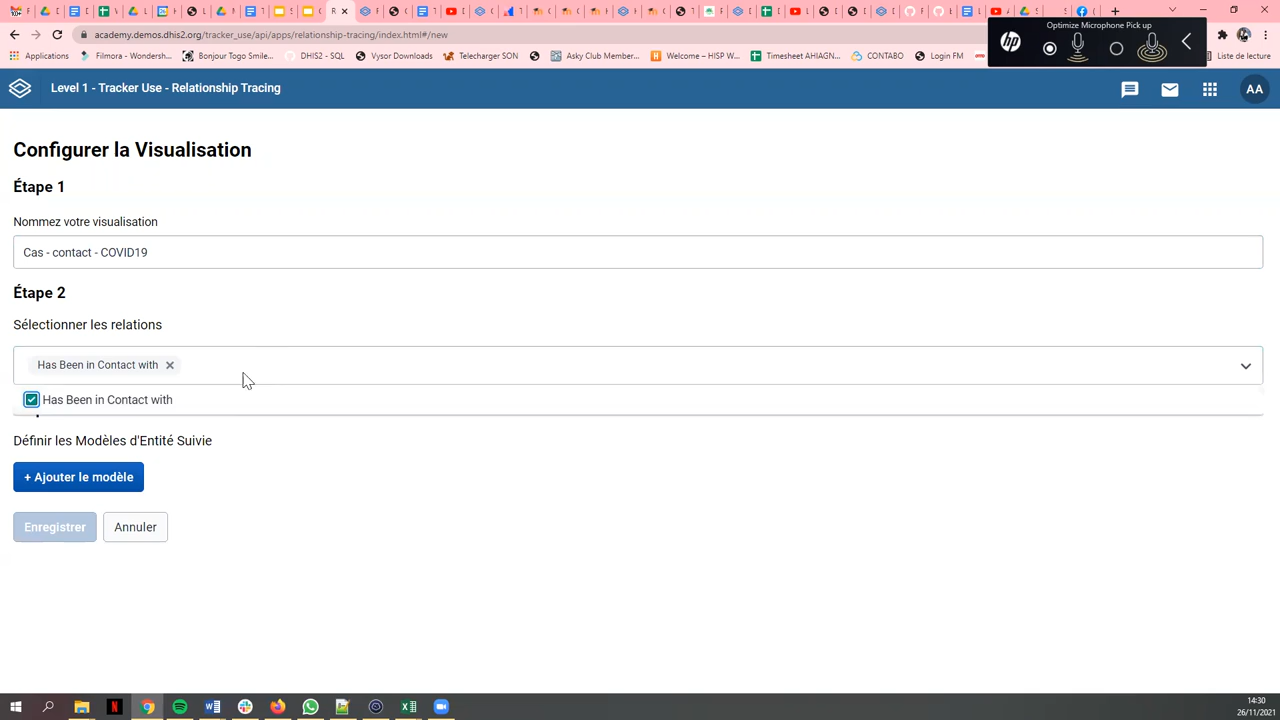 academy.demos.dhis2.org/tracker_use/api/apps/relationship-tracing/index.html#/new
Optimize Microphone Pick up
hp
Applications
Filmora - Wondersh...
Bonjour Togo Smile...
DHIS2 - SQL
Vysor Downloads
Telecharger SON
Asky Club Member...
Welcome – HISP W...
Timesheet AHIAGN...
CONTABO
Login FM
Liste de lecture
Level 1 - Tracker Use - Relationship Tracing
AA
Configurer la Visualisation
Étape 1
Nommez votre visualisation
Cas - contact - COVID19
Étape 2
Sélectionner les relations
Has Been in Contact with
Has Been in Contact with
Définir les Modèles d'Entité Suivie
+ Ajouter le modèle
Enregistrer
Annuler
14:30
26/11/2021